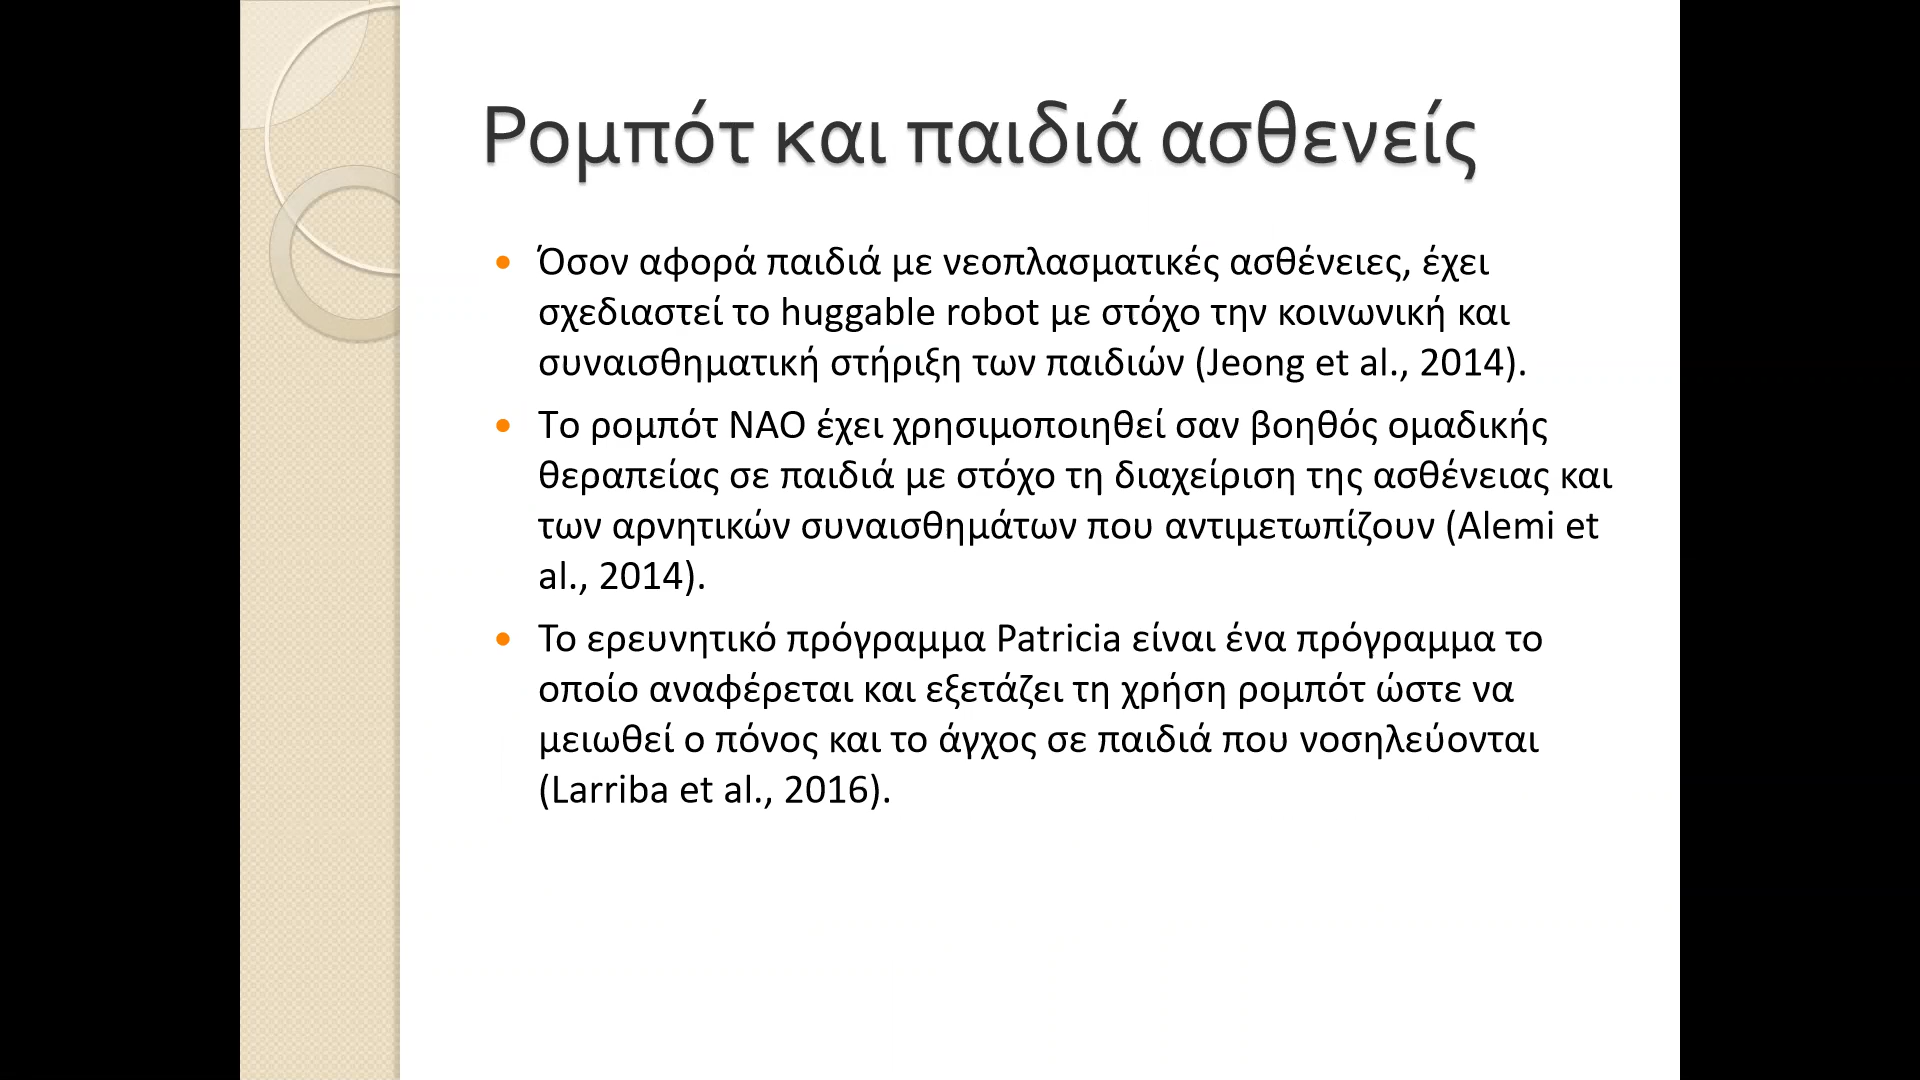 Ρομπότ και παιδιά ασθενείς
• Όσον αφορά παιδιά με νεοπλασματικές ασθένειες, έχει
σχεδιαστεί το huggable robot με στόχο την κοινωνική και
συναισθηματική στήριξη των παιδιών (Jeong et al., 2014).
• Το ρομπότ NAO έχει χρησιμοποιηθεί σαν βοηθός ομαδικής
θεραπείας σε παιδιά με στόχο τη διαχείριση της ασθένειας και
των αρνητικών συναισθημάτων που αντιμετωπίζουν (Alemi et
al., 2014).
• Το ερευνητικό πρόγραμμα Patricia είναι ένα πρόγραμμα το
οποίο αναφέρεται και εξετάζει τη χρήση ρομπότ ώστε να
μειωθεί ο πόνος και το άγχος σε παιδιά που νοσηλεύονται
(Larriba et al., 2016).